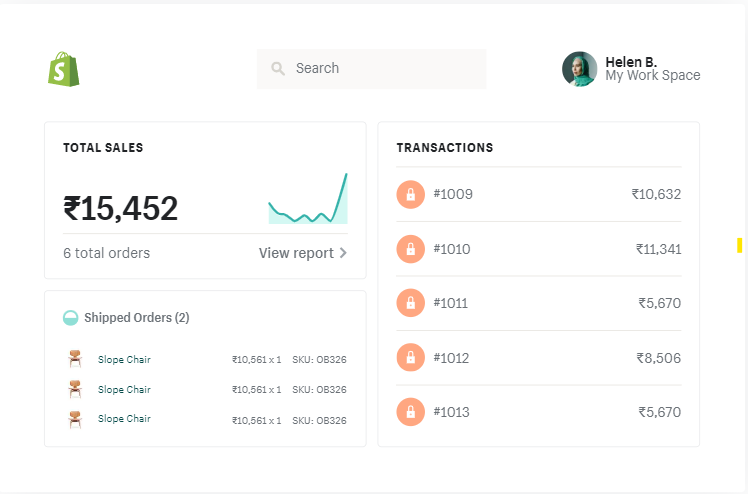 S
Search
Helen B.
My Work Space
TOTAL SALES
₹15,452
6 total orders View report
Shipped Orders (2)
Slope Chair ₹10,561 x 1 SKU: OB326
Slope Chair ₹10,561 x 1 SKU: OB326
Slope Chair ₹10,561 x 1 SKU: OB326
TRANSACTIONS
#1009 ₹10,632
#1010 ₹11,341
#1011 ₹5,670
#1012 ₹8,506
#1013 ₹5,670